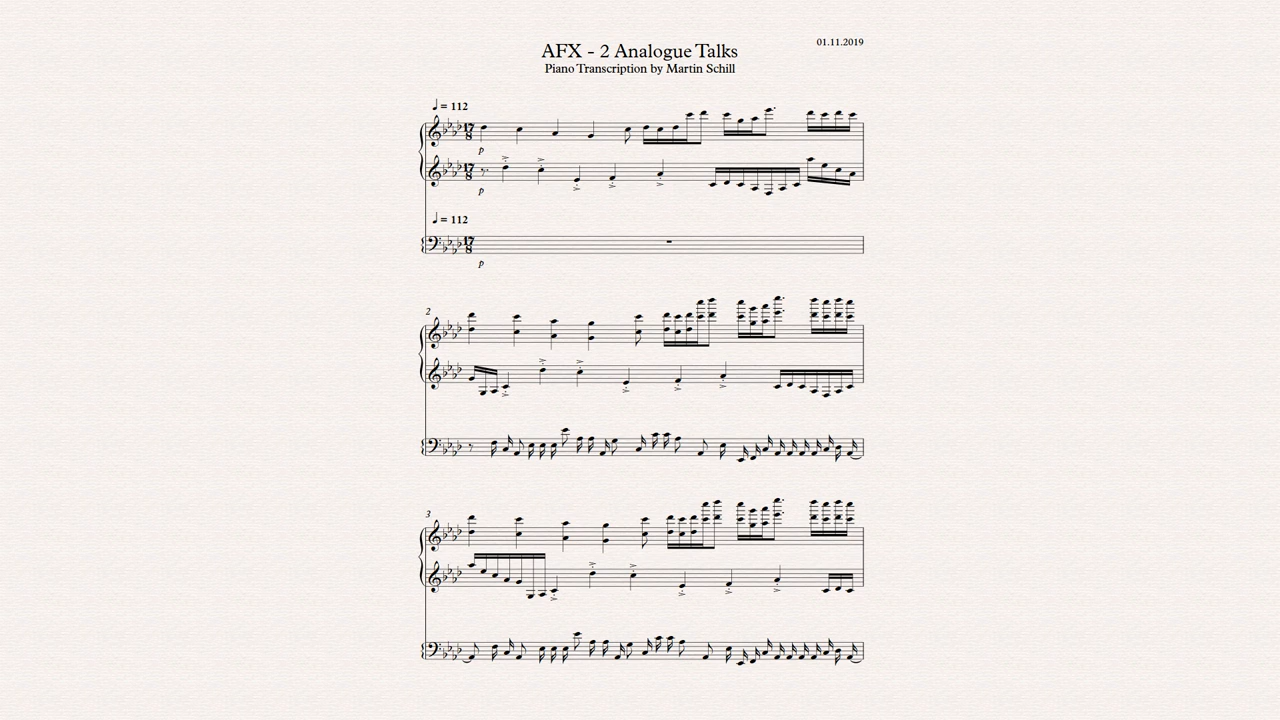 01.11.2019
AFX - 2 Analogue Talks
Piano Transcription by Martin Schill
♩ = 112
17
8
p
17
8
p
♩ = 112
17
8
p
2
3